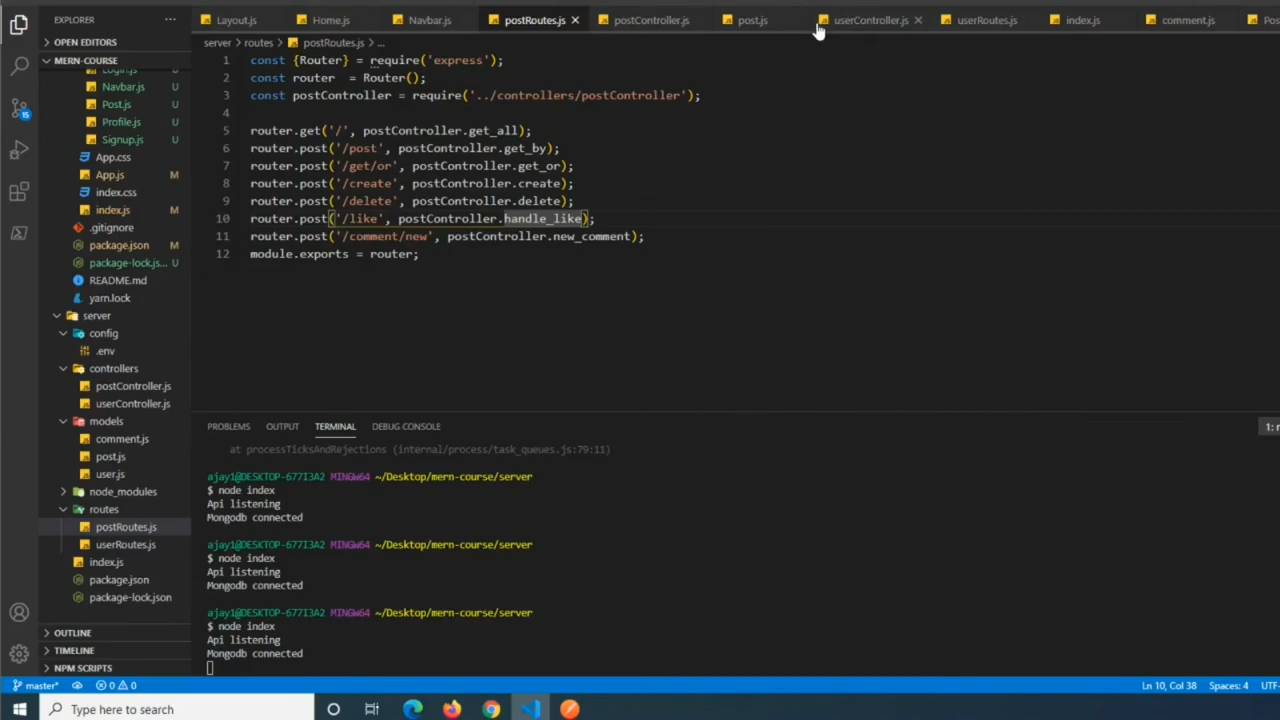 EXPLORER
Layout.js
Home.js
Navbar.js
postRoutes.js
postController.js
post.js
userController.js
userRoutes.js
index.js
comment.js
OPEN EDITORS
server > routes > postRoutes.js > ...
MERN-COURSE
Login.js
Navbar.js U
Post.js U
Profile.js U
Signup.js U
App.css
App.js M
index.css
index.js M
.gitignore
package.json M
package-lock.js... U
README.md
yarn.lock
server
config
.env
controllers
postController.js
userController.js
models
comment.js
post.js
user.js
node_modules
routes
postRoutes.js
userRoutes.js
index.js
package.json
package-lock.json
OUTLINE
TIMELINE
NPM SCRIPTS
1 const {Router} = require('express');
2 const router  = Router();
3 const postController = require('../controllers/postController');
4
5 router.get('/', postController.get_all);
6 router.post('/post', postController.get_by);
7 router.post('/get/or', postController.get_or);
8 router.post('/create', postController.create);
9 router.post('/delete', postController.delete);
10 router.post('/like', postController.handle_like);
11 router.post('/comment/new', postController.new_comment);
12 module.exports = router;
PROBLEMS OUTPUT TERMINAL DEBUG CONSOLE
1:
at processTicksAndRejections (internal/process/task_queues.js:79:11)
ajay1@DESKTOP-677I3A2 MINGW64 ~/Desktop/mern-course/server
$ node index
Api listening
Mongodb connected
ajay1@DESKTOP-677I3A2 MINGW64 ~/Desktop/mern-course/server
$ node index
Api listening
Mongodb connected
ajay1@DESKTOP-677I3A2 MINGW64 ~/Desktop/mern-course/server
$ node index
Api listening
Mongodb connected
15
master* 0 0
Ln 10, Col 38 Spaces: 4 UTF-
Type here to search